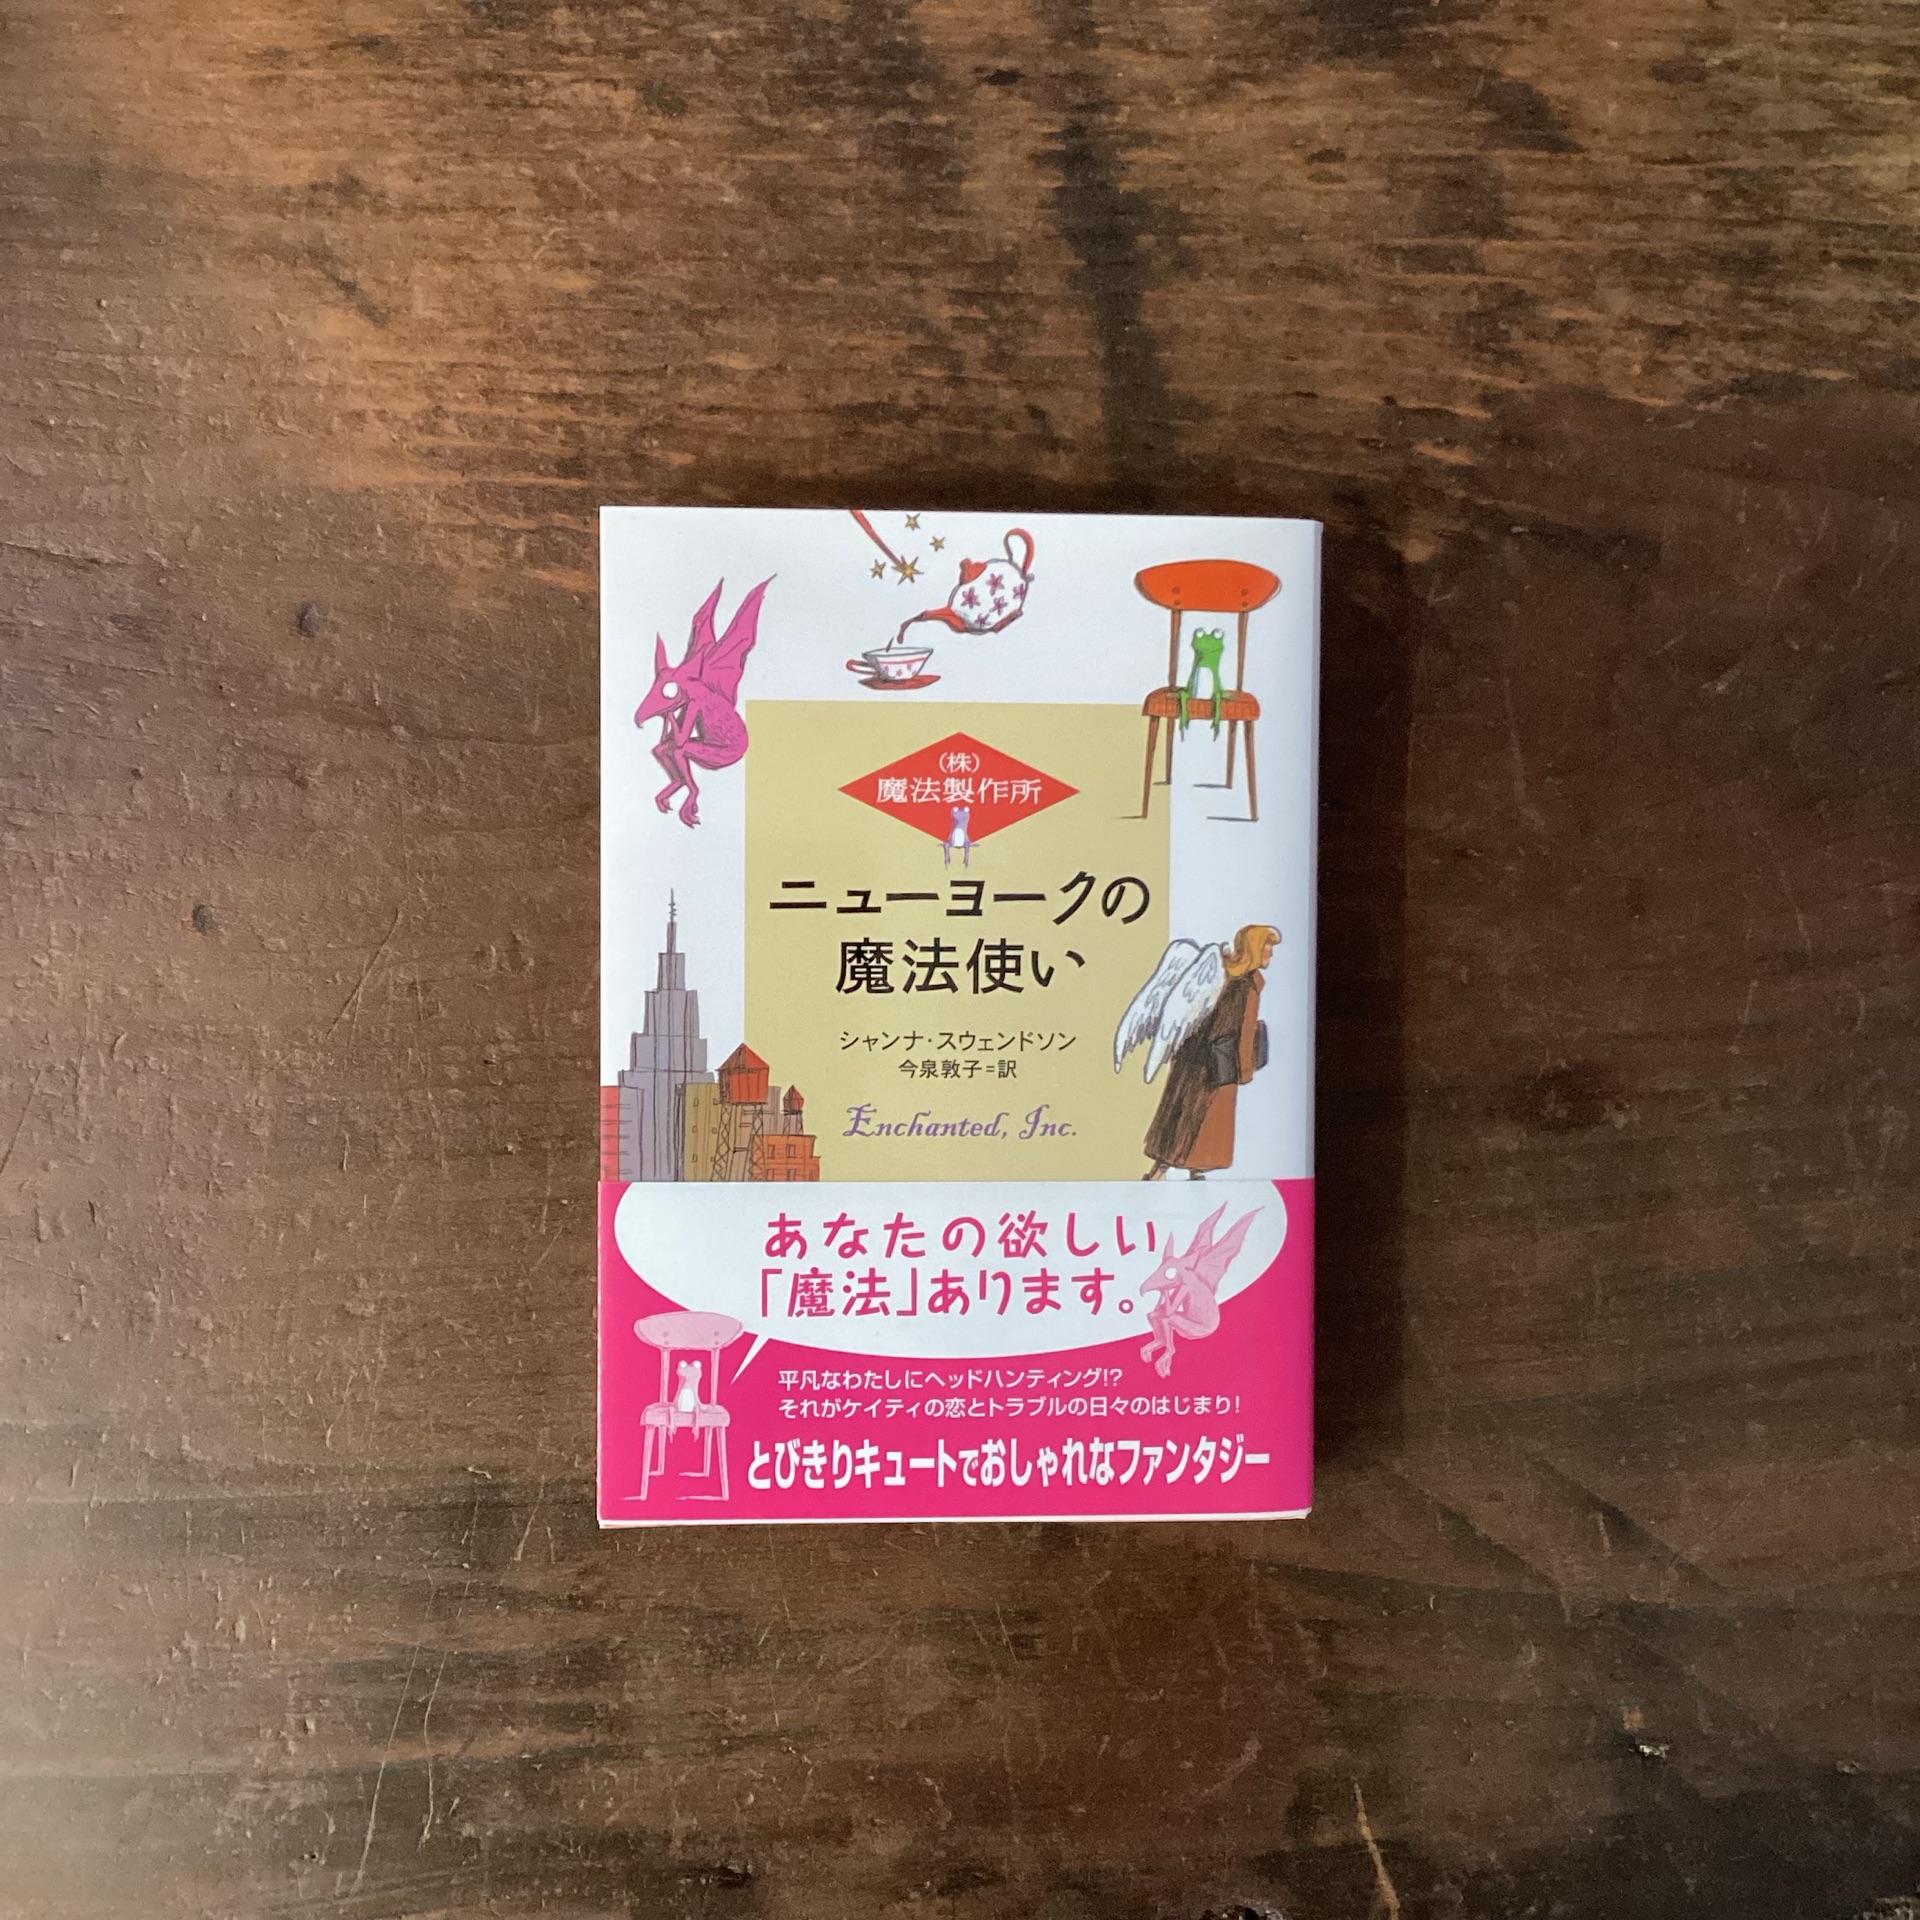 (株)
魔法製作所
ニューヨークの
魔法使い
シャンナ・スウェンドソン
今泉敦子=訳
Enchanted, Inc.
あなたの欲しい
「魔法」あります。
平凡なわたしにヘッドハンティング!?
それがケイティの恋とトラブルの日々のはじまり!
とびきりキュートでおしゃれなファンタジー